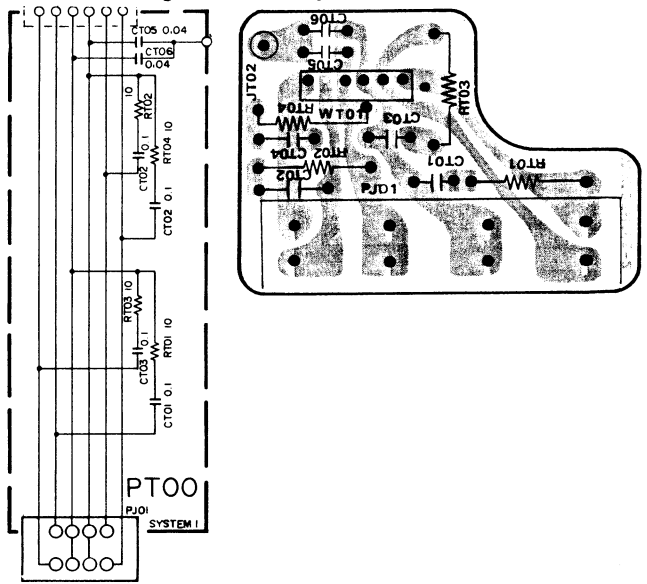 CT05 0.04
CT06
0.04
10
RT02
0.1
CT02
RT04 10
CT02 0.1
RT03 10
0.1
CT03
RT01 10
CT01 0.1
PT00
PJ01
SYSTEM 1
CT06
CT05
JT02
RT04
WT01
CT03
RT03
CT04
RT02
CT02
CT01
RT01
PJ01